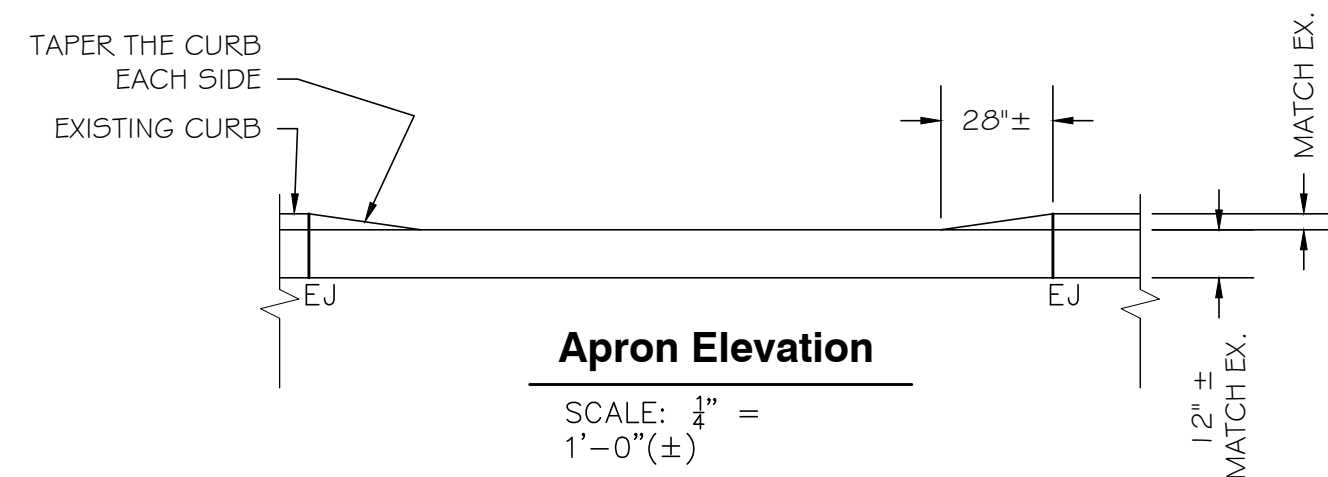 TAPER THE CURB
EACH SIDE
EXISTING CURB
28"±
MATCH EX.
EJ
EJ
12" ±
MATCH EX.
Apron Elevation
SCALE: ¼" =
1'-0"(±)